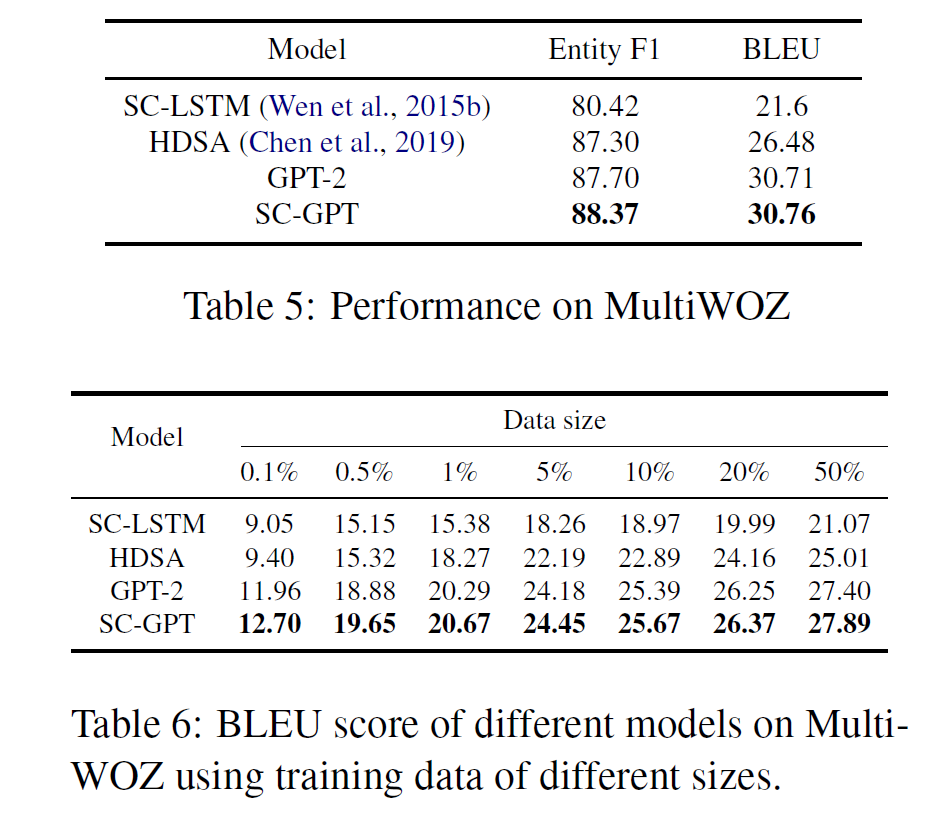 Model Entity F1 BLEU
SC-LSTM (Wen et al., 2015b) 80.42 21.6
HDSA (Chen et al., 2019) 87.30 26.48
GPT-2 87.70 30.71
SC-GPT 88.37 30.76
Table 5: Performance on MultiWOZ
Model Data size
0.1% 0.5% 1% 5% 10% 20% 50%
SC-LSTM 9.05 15.15 15.38 18.26 18.97 19.99 21.07
HDSA 9.40 15.32 18.27 22.19 22.89 24.16 25.01
GPT-2 11.96 18.88 20.29 24.18 25.39 26.25 27.40
SC-GPT 12.70 19.65 20.67 24.45 25.67 26.37 27.89
Table 6: BLEU score of different models on Multi-
WOZ using training data of different sizes.